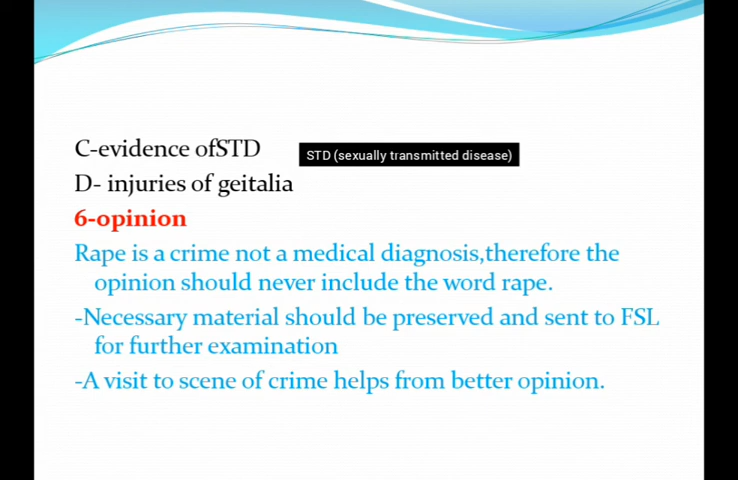 C-evidence ofSTD
STD (sexually transmitted disease)
D- injuries of geitalia
6-opinion
Rape is a crime not a medical diagnosis,therefore the
opinion should never include the word rape.
-Necessary material should be preserved and sent to FSL
for further examination
-A visit to scene of crime helps from better opinion.